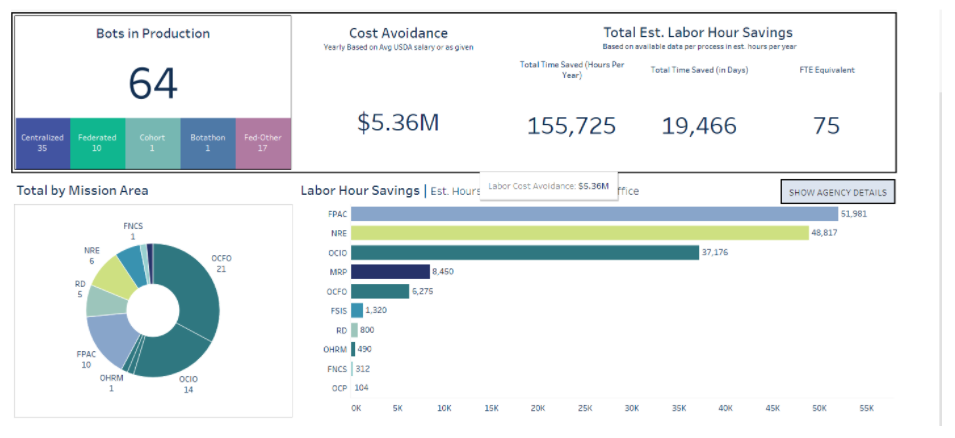 Bots in Production
64
Centralized
35
Federated
10
Cohort
1
Botathon
1
Fed-Other
17
Cost Avoidance
Yearly Based on Avg USDA salary or as given
$5.36M
Total Est. Labor Hour Savings
Based on available data per process in est. hours per year
Total Time Saved (Hours Per
Year)
155,725
Total Time Saved (in Days)
19,466
FTE Equivalent
75
Total by Mission Area
FNCS
1
NRE
6
RD
5
FPAC
10
OHRM
1
OCIO
14
OCFO
21
Labor Hour Savings | Est. Hours
Labor Cost Avoidance: $5.36M
ffice
SHOW AGENCY DETAILS
FPAC 51,981
NRE 48,817
OCIO 37,176
MRP 8,450
OCFO 6,275
FSIS 1,320
RD 800
OHRM 490
FNCS 312
OCP 104
0K 5K 10K 15K 20K 25K 30K 35K 40K 45K 50K 55K